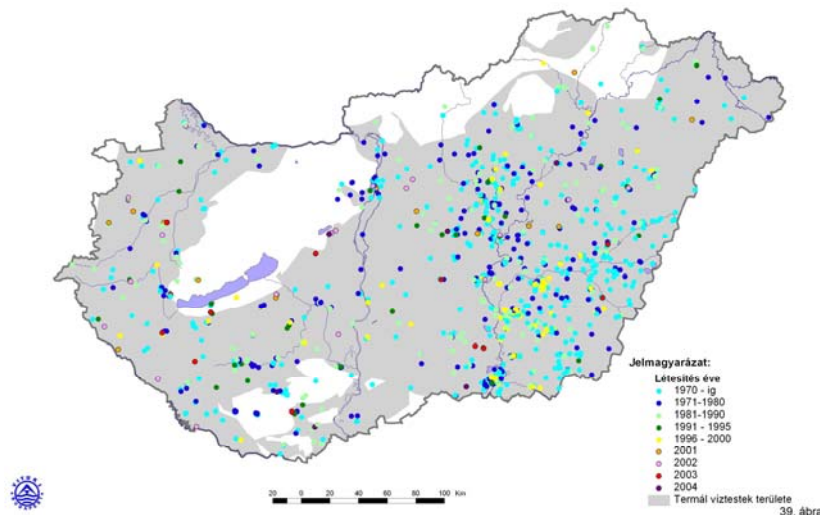 Jelmagyarázat:
Létesítés éve
1970 - ig
1971-1980
1981-1990
1991 - 1995
1996 - 2000
2001
2002
2003
2004
Termál víztestek területe
20 0 20 40 60 80 100 Km
39. ábra